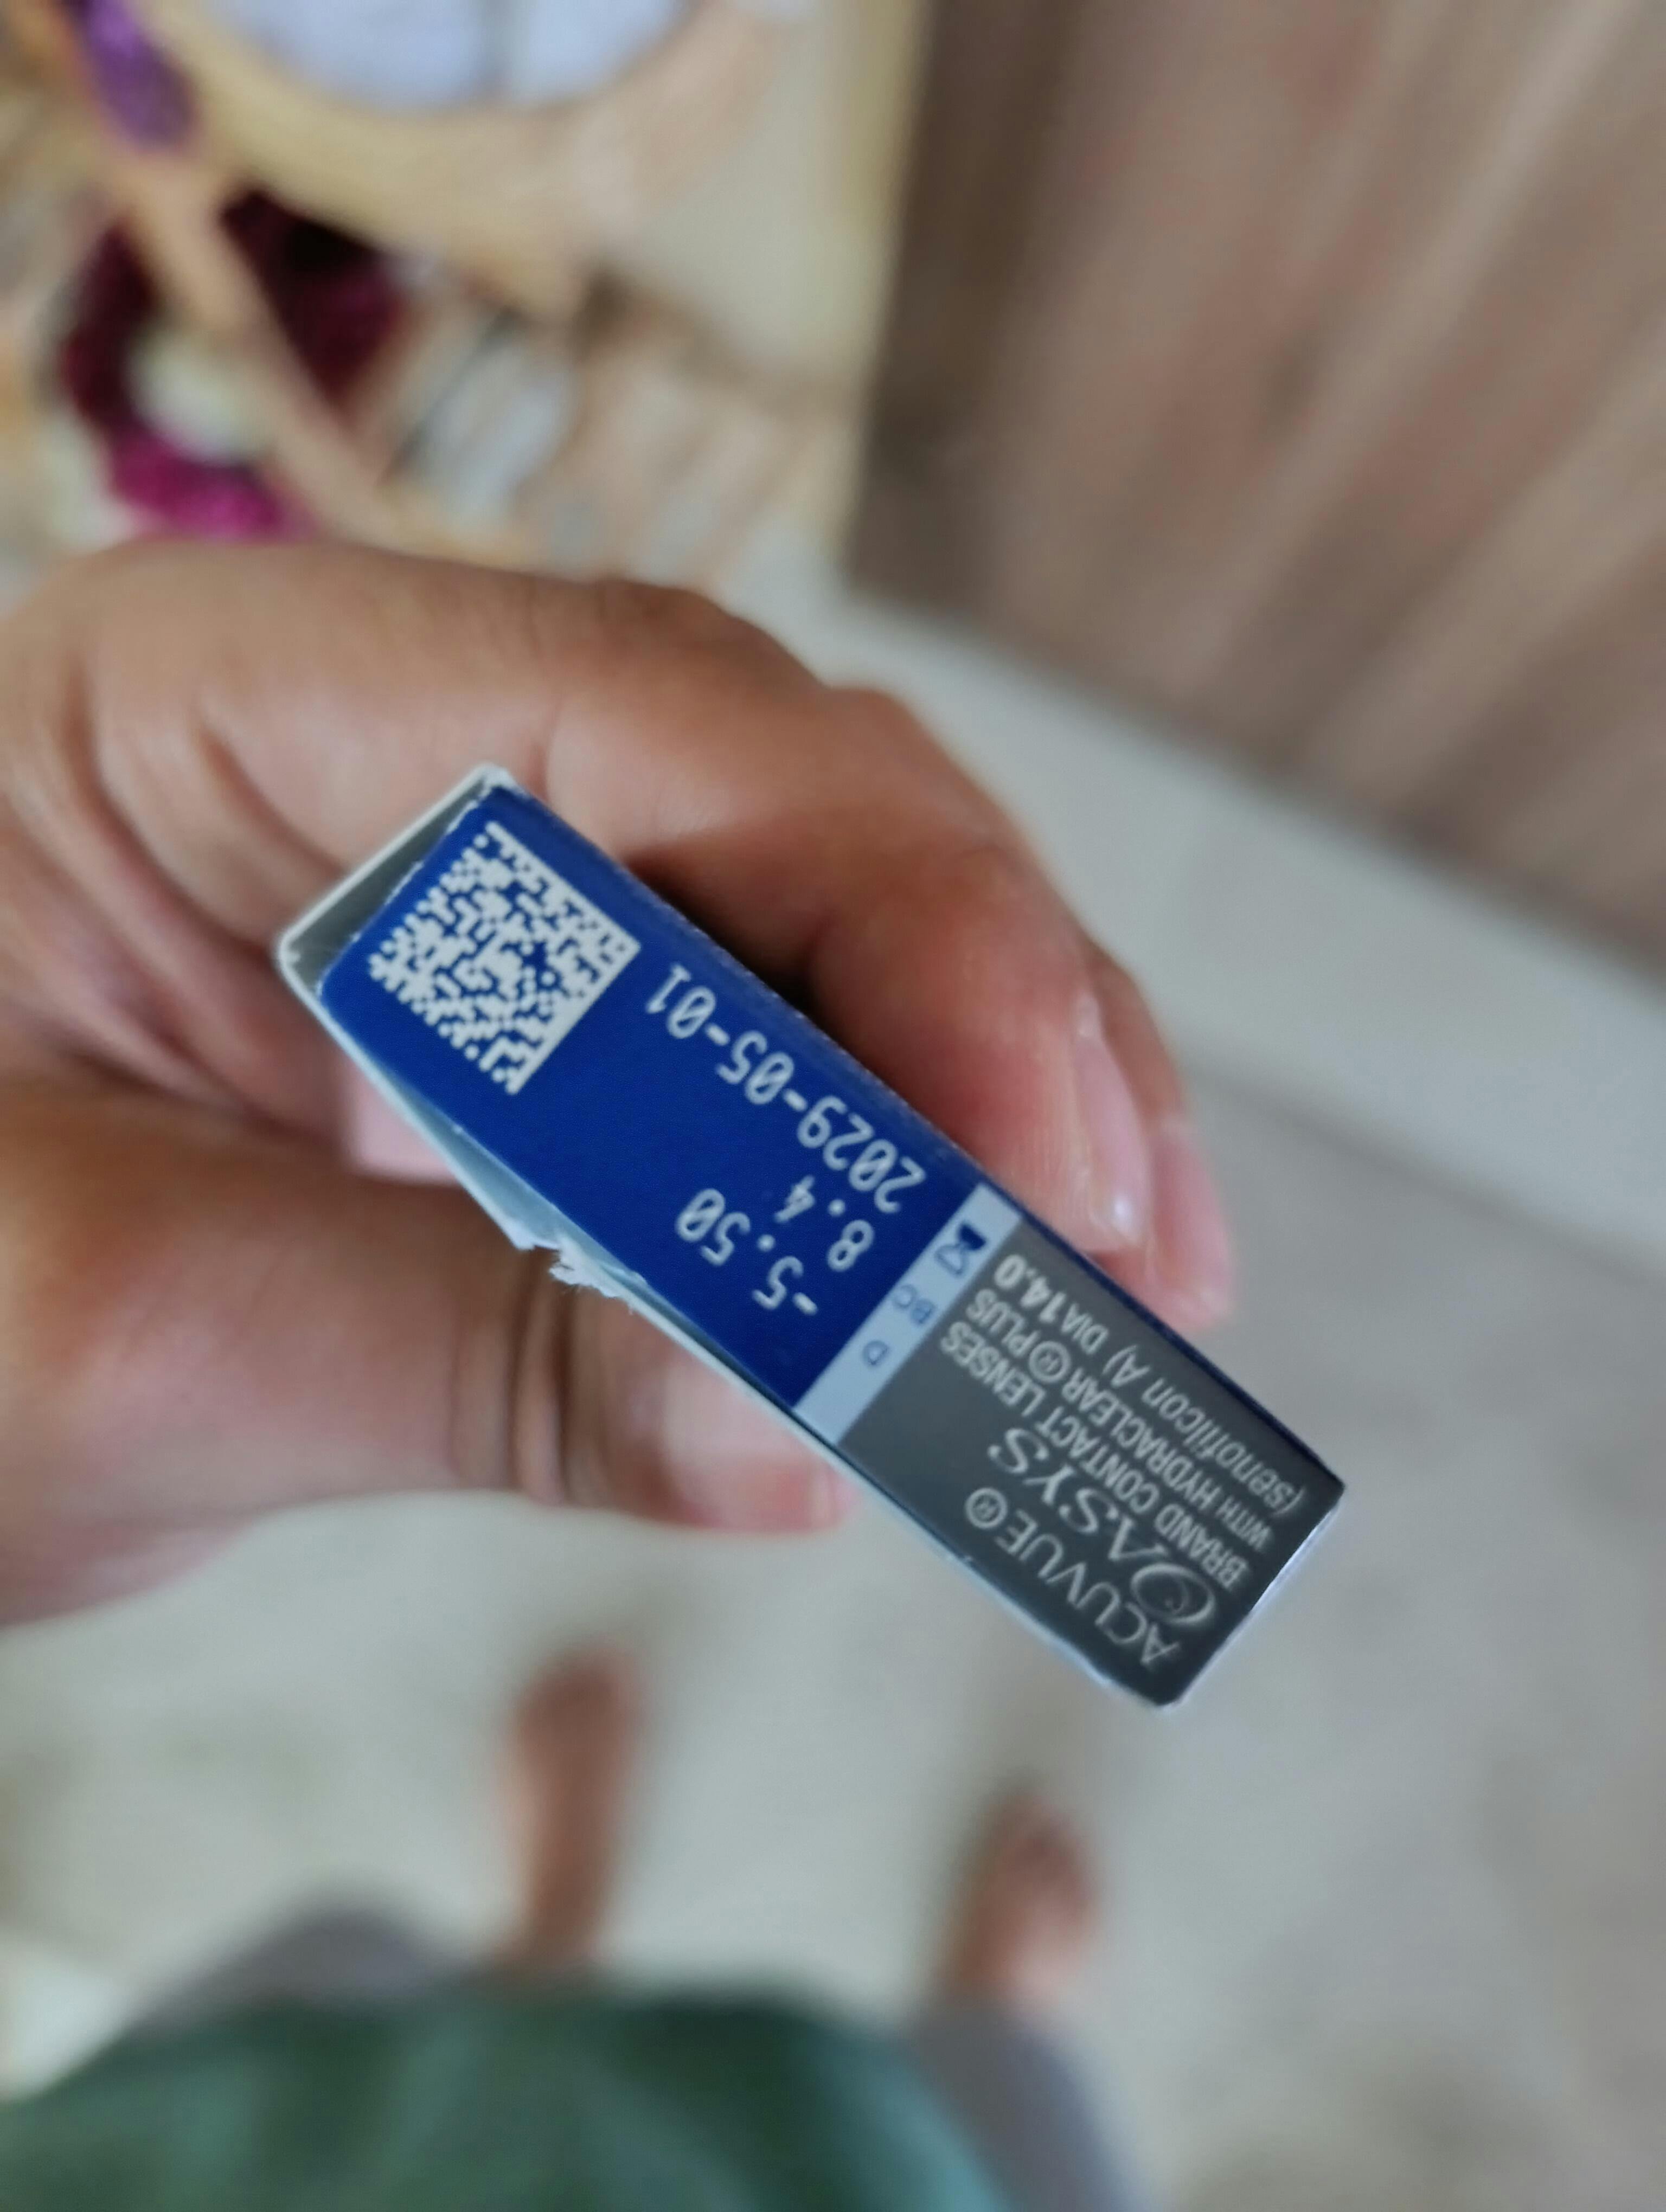 ACUVUE®
OASYS®
BRAND CONTACT LENSES
WITH HYDRACLEAR® PLUS
(senofilcon A) DIA 14.0
D -5.50
BC 8.4
2029-05-01